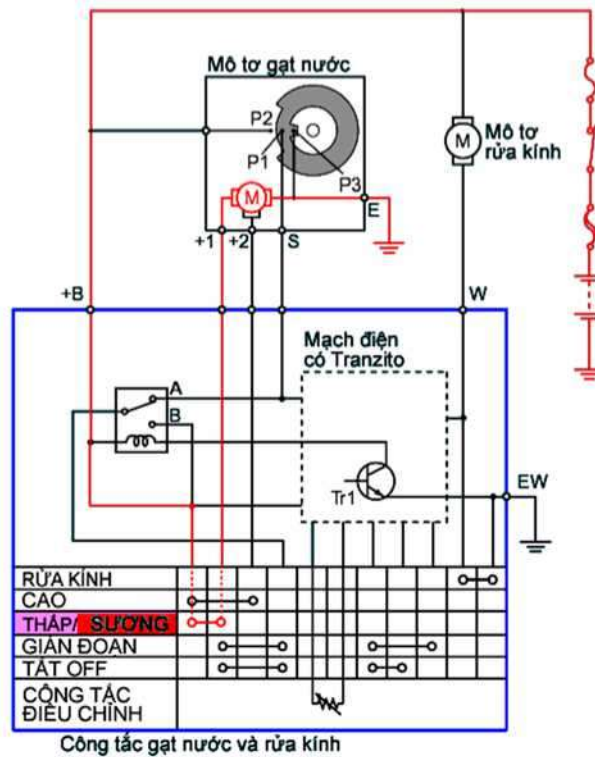 Mô tơ gạt nước
P2
P1
P3
M
E
+1
+2
S
M
Mô tơ
rửa kính
+B
W
Mạch điện
có Tranzito
A
B
Tr1
EW
RỬA KÍNH
CAO
THẤP/ SƯƠNG
GIÁN ĐOẠN
TẮT OFF
CÔNG TẮC
ĐIỀU CHỈNH
Công tắc gạt nước và rửa kính